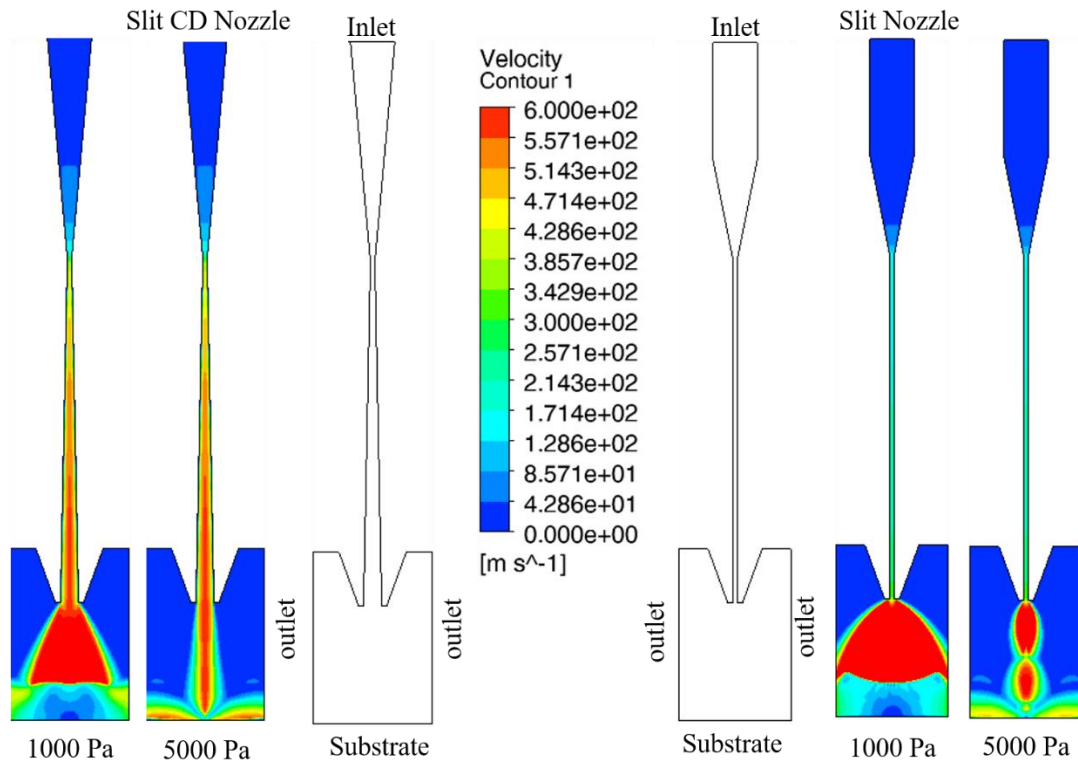 Slit CD Nozzle
Inlet
Inlet
Slit Nozzle
Velocity
Contour 1
6.000e+02
5.571e+02
5.143e+02
4.714e+02
4.286e+02
3.857e+02
3.429e+02
3.000e+02
2.571e+02
2.143e+02
1.714e+02
1.286e+02
8.571e+01
4.286e+01
0.000e+00
[m s^-1]
outlet
outlet
outlet
outlet
1000 Pa
5000 Pa
Substrate
Substrate
1000 Pa
5000 Pa